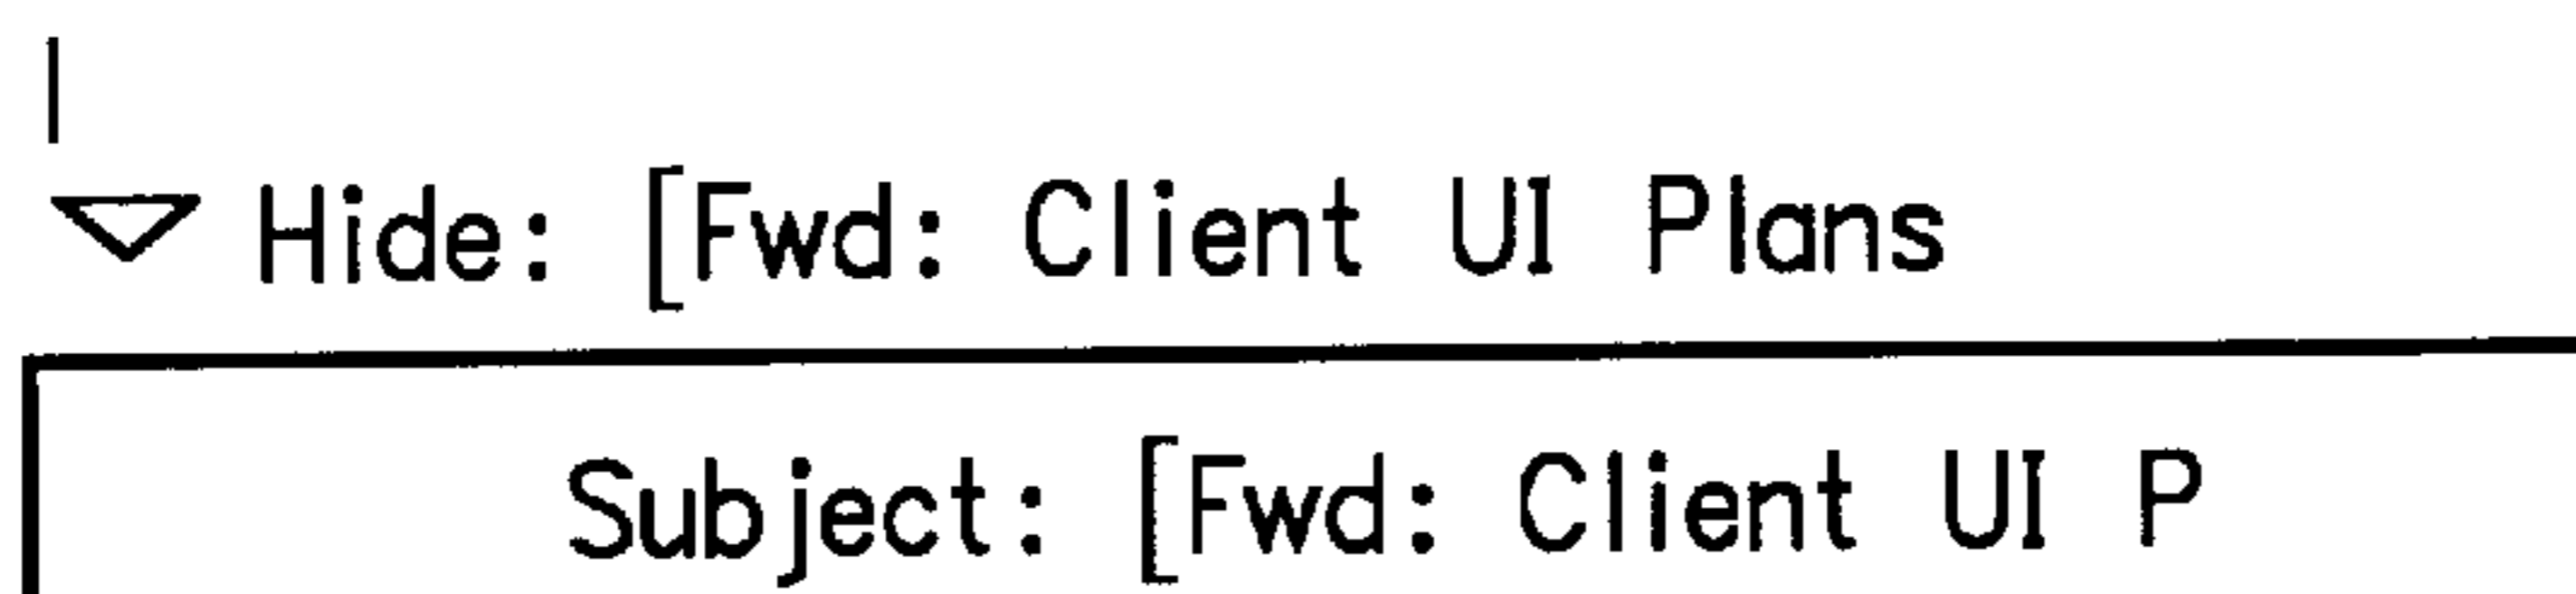 Hide: [Fwd: Client UI Plans
Subject: [Fwd: Client UI P